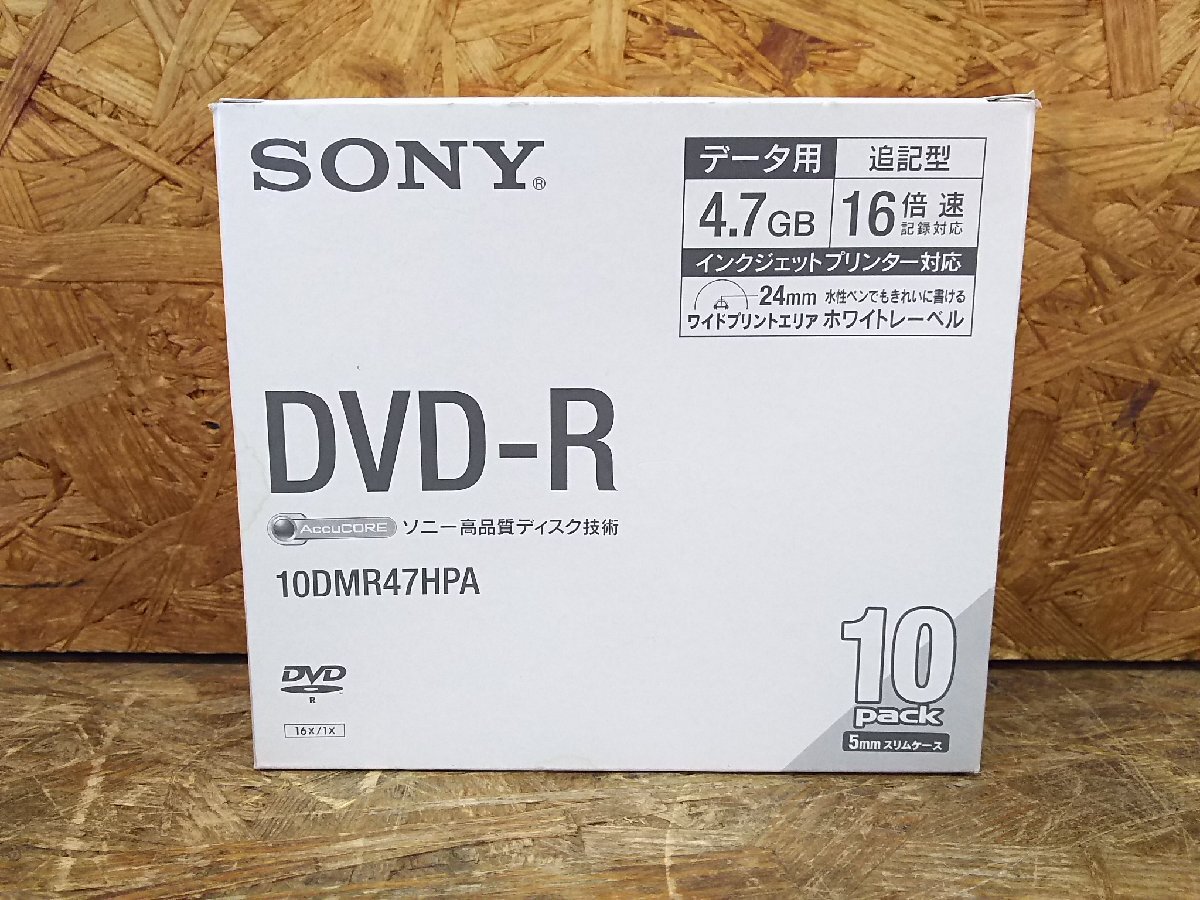 SONY®
データ用 追記型
4.7GB 16倍速
記録対応
インクジェットプリンター対応
24mm 水性ペンでもきれいに書ける
ワイドプリントエリア ホワイトレーベル
DVD-R
AccuCORE ソニー高品質ディスク技術
10DMR47HPA
DVD
R
16X/1X
10
pack
5mm スリムケース